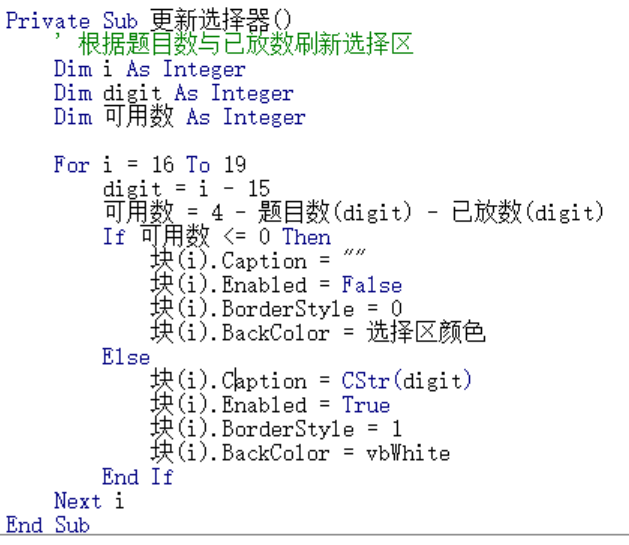 Private Sub 更新选择器()
    ' 根据题目数与已放数刷新选择区
    Dim i As Integer
    Dim digit As Integer
    Dim 可用数 As Integer

    For i = 16 To 19
        digit = i - 15
        可用数 = 4 - 题目数(digit) - 已放数(digit)
        If 可用数 <= 0 Then
            块(i).Caption = ""
            块(i).Enabled = False
            块(i).BorderStyle = 0
            块(i).BackColor = 选择区颜色
        Else
            块(i).Caption = CStr(digit)
            块(i).Enabled = True
            块(i).BorderStyle = 1
            块(i).BackColor = vbWhite
        End If
    Next i
End Sub